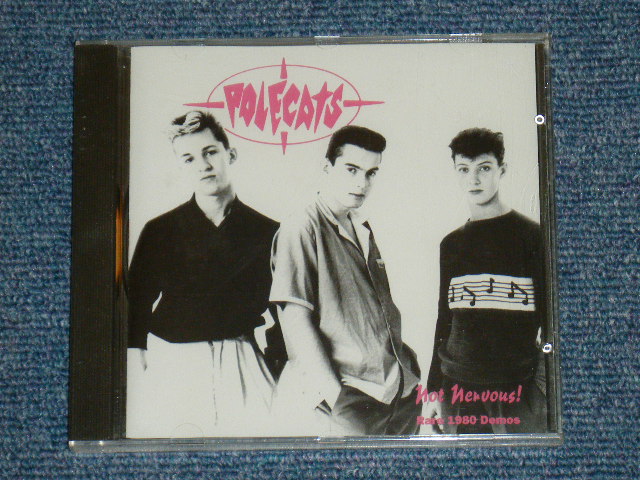 POLECATS
Not Nervous!
Rare 1980 Demos